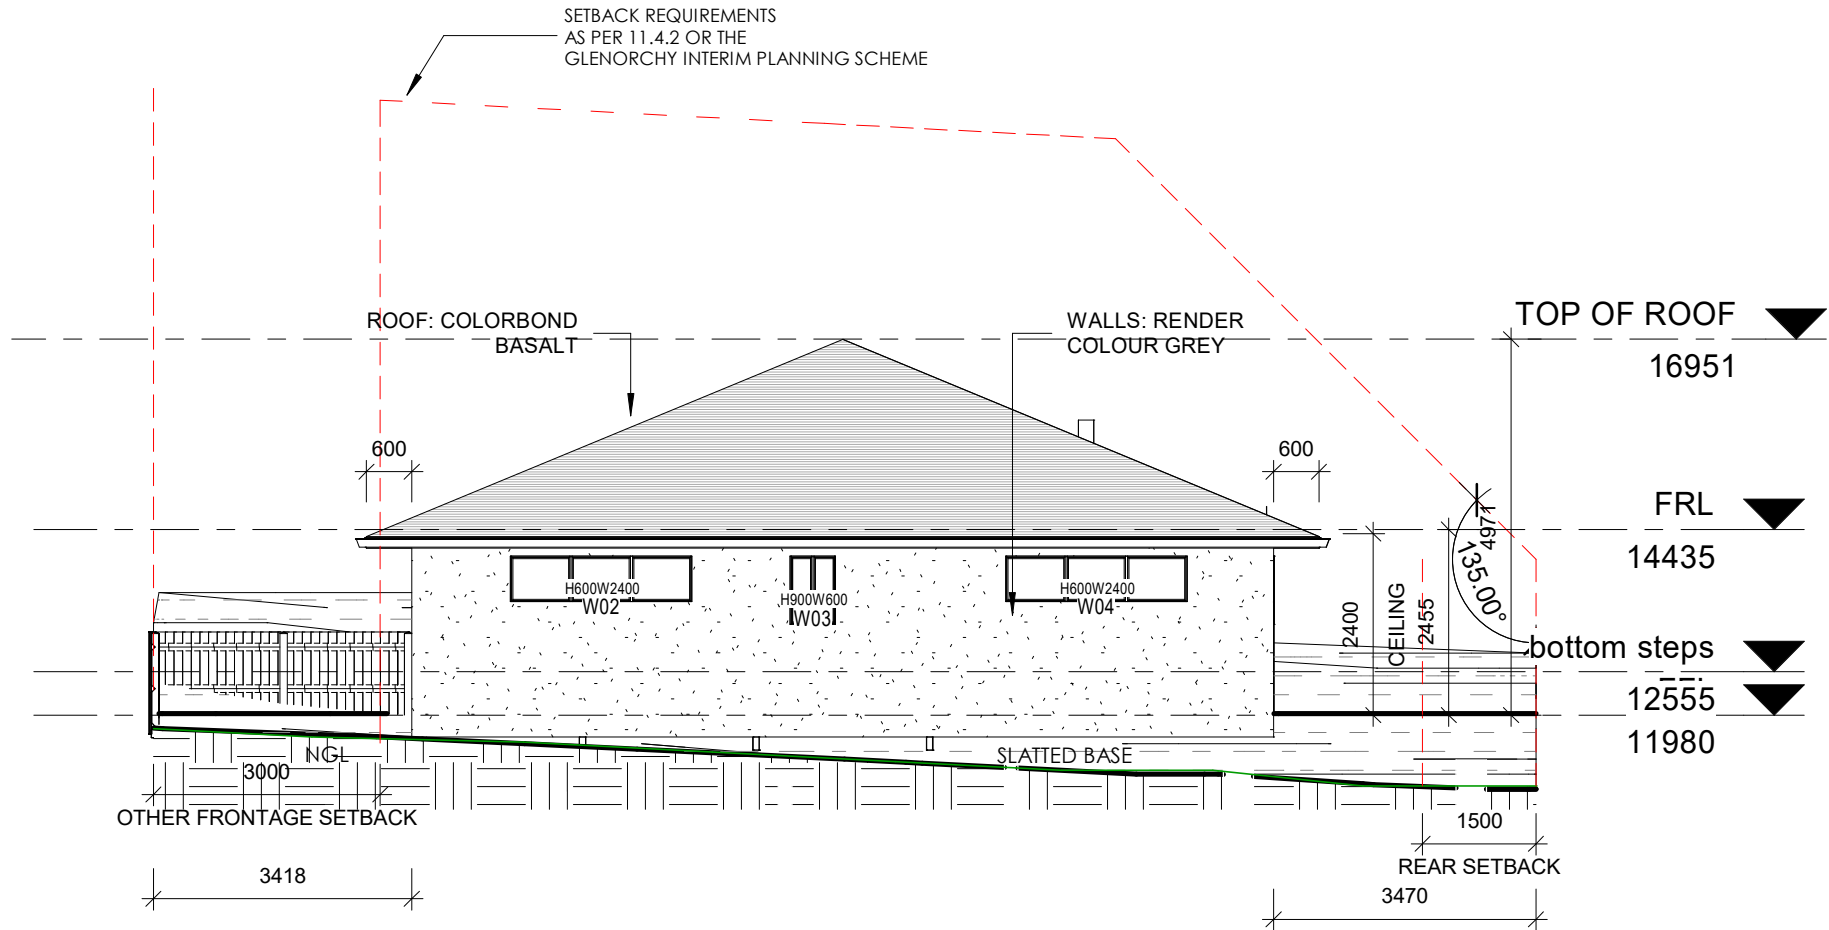 SETBACK REQUIREMENTS
AS PER 11.4.2 OR THE
GLENORCHY INTERIM PLANNING SCHEME
ROOF: COLORBOND
BASALT
WALLS: RENDER
COLOUR GREY
TOP OF ROOF
16951
600
600
FRL
14435
4971
135.00°
H600W2400
W02
H900W600
W03
H600W2400
W04
2400
CEILING
2455
bottom steps
12555
11980
NGL
SLATTED BASE
3000
OTHER FRONTAGE SETBACK
1500
REAR SETBACK
3418
3470